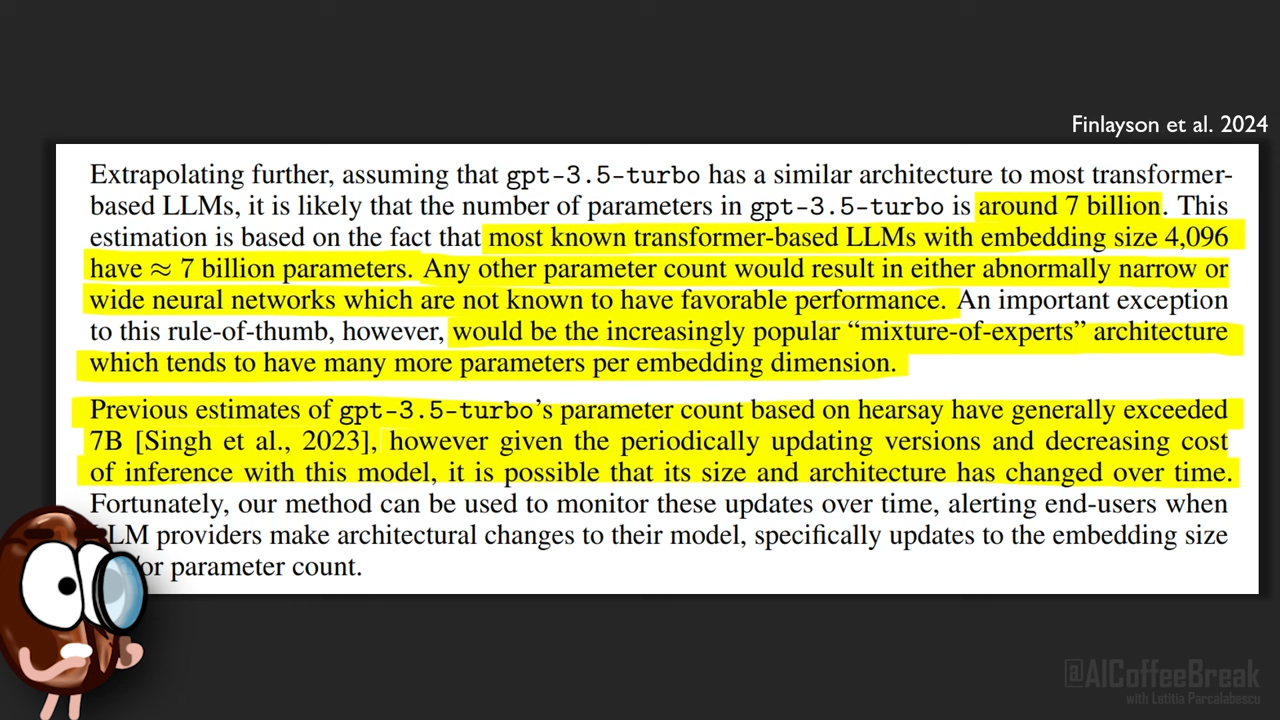 Finlayson et al. 2024
Extrapolating further, assuming that gpt-3.5-turbo has a similar architecture to most transformer-
based LLMs, it is likely that the number of parameters in gpt-3.5-turbo is around 7 billion. This
estimation is based on the fact that most known transformer-based LLMs with embedding size 4,096
have ≈ 7 billion parameters. Any other parameter count would result in either abnormally narrow or
wide neural networks which are not known to have favorable performance. An important exception
to this rule-of-thumb, however, would be the increasingly popular “mixture-of-experts” architecture
which tends to have many more parameters per embedding dimension.
Previous estimates of gpt-3.5-turbo’s parameter count based on hearsay have generally exceeded
7B [Singh et al., 2023], however given the periodically updating versions and decreasing cost
of inference with this model, it is possible that its size and architecture has changed over time.
Fortunately, our method can be used to monitor these updates over time, alerting end-users when
LLM providers make architectural changes to their model, specifically updates to the embedding size
or parameter count.
@AICoffeeBreak
with Letitia Parcalabescu